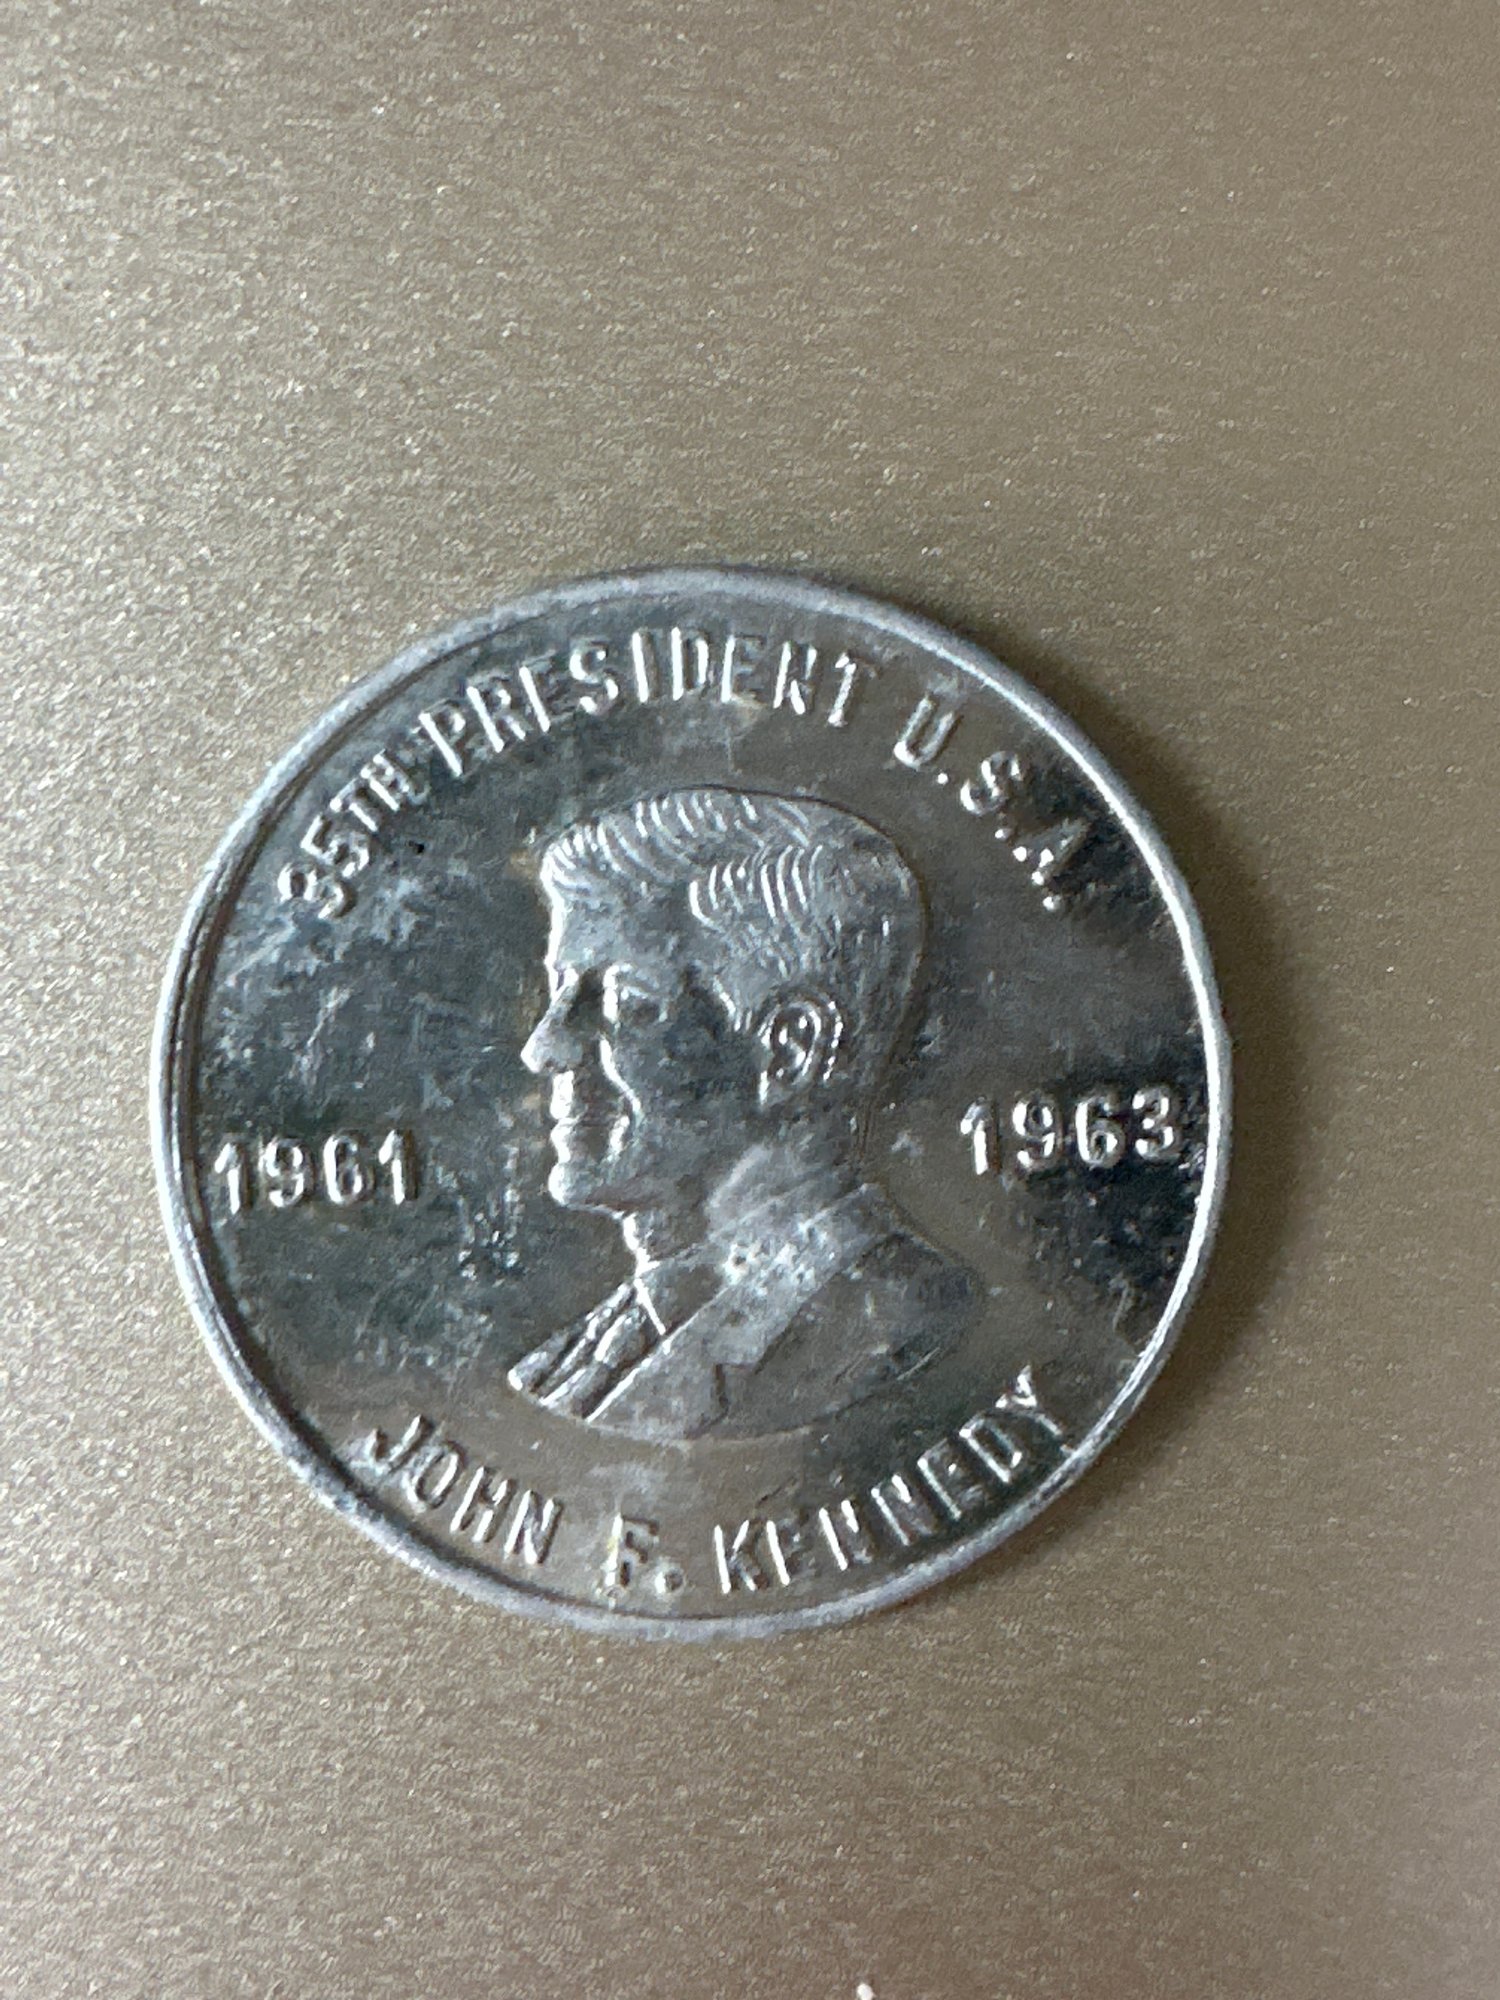 35TH PRESIDENT U.S.A.
1961
1963
JOHN F. KENNEDY